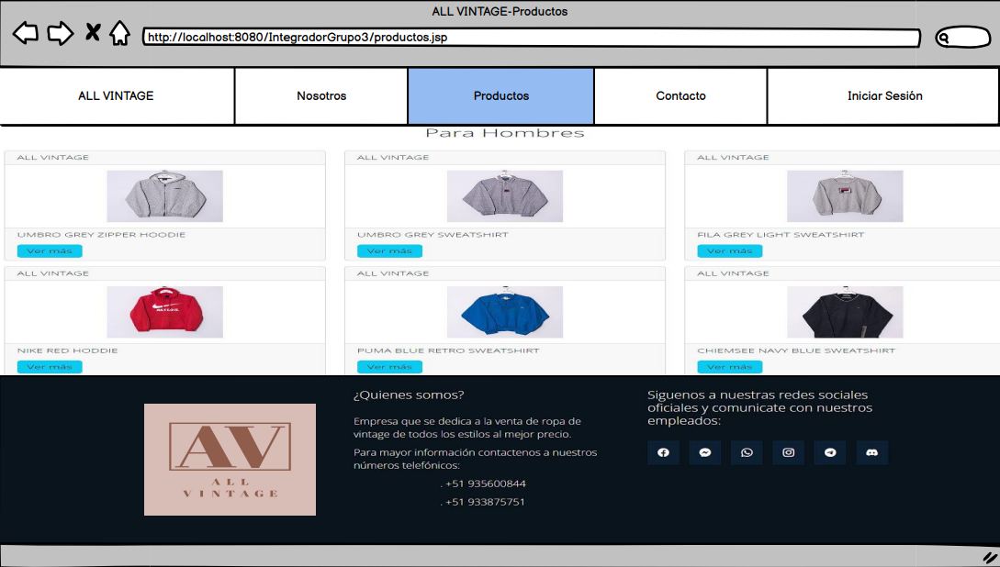 ALL VINTAGE-Productos
http://localhost:8080/IntegradorGrupo3/productos.jsp
ALL VINTAGE
Nosotros
Productos
Contacto
Iniciar Sesión
Para Hombres
ALL VINTAGE
ALL VINTAGE
ALL VINTAGE
UMBRO GREY ZIPPER HOODIE
UMBRO GREY SWEATSHIRT
FILA GREY LIGHT SWEATSHIRT
Ver más
Ver más
Ver más
ALL VINTAGE
ALL VINTAGE
ALL VINTAGE
NIKE RED HODDIE
PUMA BLUE RETRO SWEATSHIRT
CHIEMSEE NAVY BLUE SWEATSHIRT
Ver más
Ver más
Ver más
AV
ALL
VINTAGE
¿Quienes somos?
Empresa que se dedica a la venta de ropa de
vintage de todos los estilos al mejor precio.
Para mayor información contactenos a nuestros
números telefónicos:
. +51 935600844
. +51 933875751
Siguenos a nuestras redes sociales
oficiales y comunicate con nuestros
empleados: